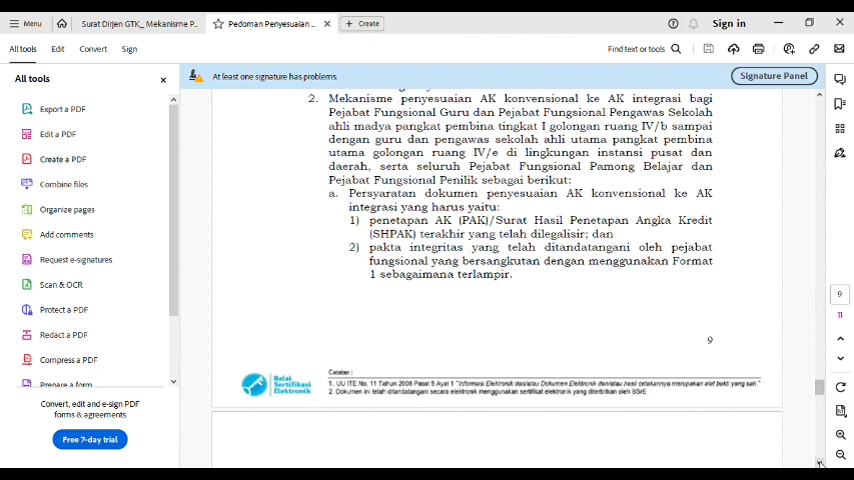 Menu
Surat Dirjen GTK_ Mekanisme P...
Pedoman Penyesuaian ...
Create
Sign in
All tools
Edit
Convert
Sign
Find text or tools
All tools
At least one signature has problems.
Signature Panel
Export a PDF
Edit a PDF
Create a PDF
Combine files
Organize pages
Add comments
Request e-signatures
Scan & OCR
Protect a PDF
Redact a PDF
Compress a PDF
Prepare a form
Convert, edit and e-sign PDF
forms & agreements.
Free 7-day trial
2. Mekanisme penyesuaian AK konvensional ke AK integrasi bagi
Pejabat Fungsional Guru dan Pejabat Fungsional Pengawas Sekolah
ahli madya pangkat pembina tingkat I golongan ruang IV/b sampai
dengan guru dan pengawas sekolah ahli utama pangkat pembina
utama golongan ruang IV/e di lingkungan instansi pusat dan
daerah, serta seluruh Pejabat Fungsional Pamong Belajar dan
Pejabat Fungsional Penilik sebagai berikut:
a. Persyaratan dokumen penyesuaian AK konvensional ke AK
integrasi yang harus yaitu:
1) penetapan AK (PAK)/Surat Hasil Penetapan Angka Kredit
(SHPAK) terakhir yang telah dilegalisir; dan
2) pakta integritas yang telah ditandatangani oleh pejabat
fungsional yang bersangkutan dengan menggunakan Format
1 sebagaimana terlampir.
9
Balai
Sertifikasi
Elektronik
Catatan :
1. UU ITE No. 11 Tahun 2008 Pasal 5 Ayat 1 "Informasi Elektronik dan/atau Dokumen Elektronik dan/atau hasil cetakannya merupakan alat bukti yang sah."
2. Dokumen ini telah ditandatangani secara elektronik menggunakan sertifikat elektronik yang diterbitkan oleh BSrE
9
11